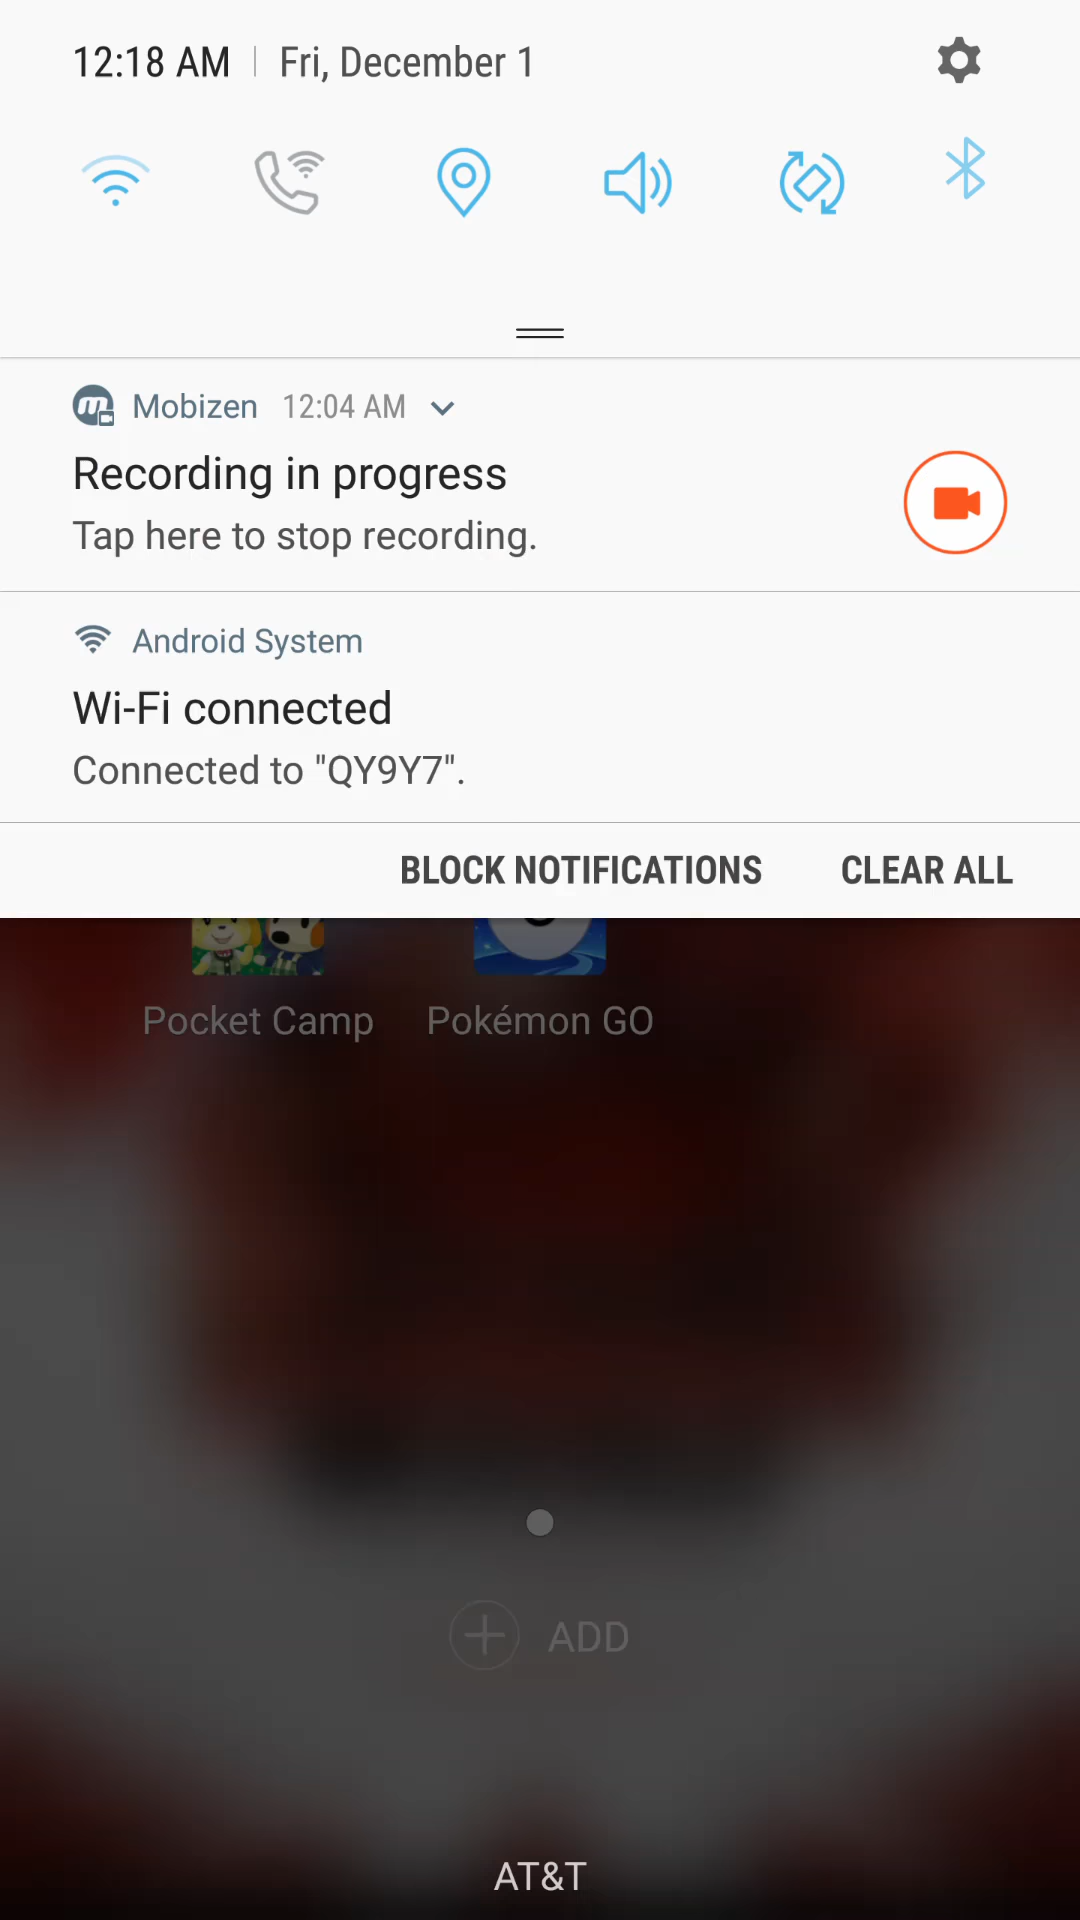 12:18 AM | Fri, December 1
Mobizen 12:04 AM
Recording in progress
Tap here to stop recording.
Android System
Wi-Fi connected
Connected to "QY9Y7".
BLOCK NOTIFICATIONS CLEAR ALL
Pocket Camp Pokémon GO
ADD
AT&T